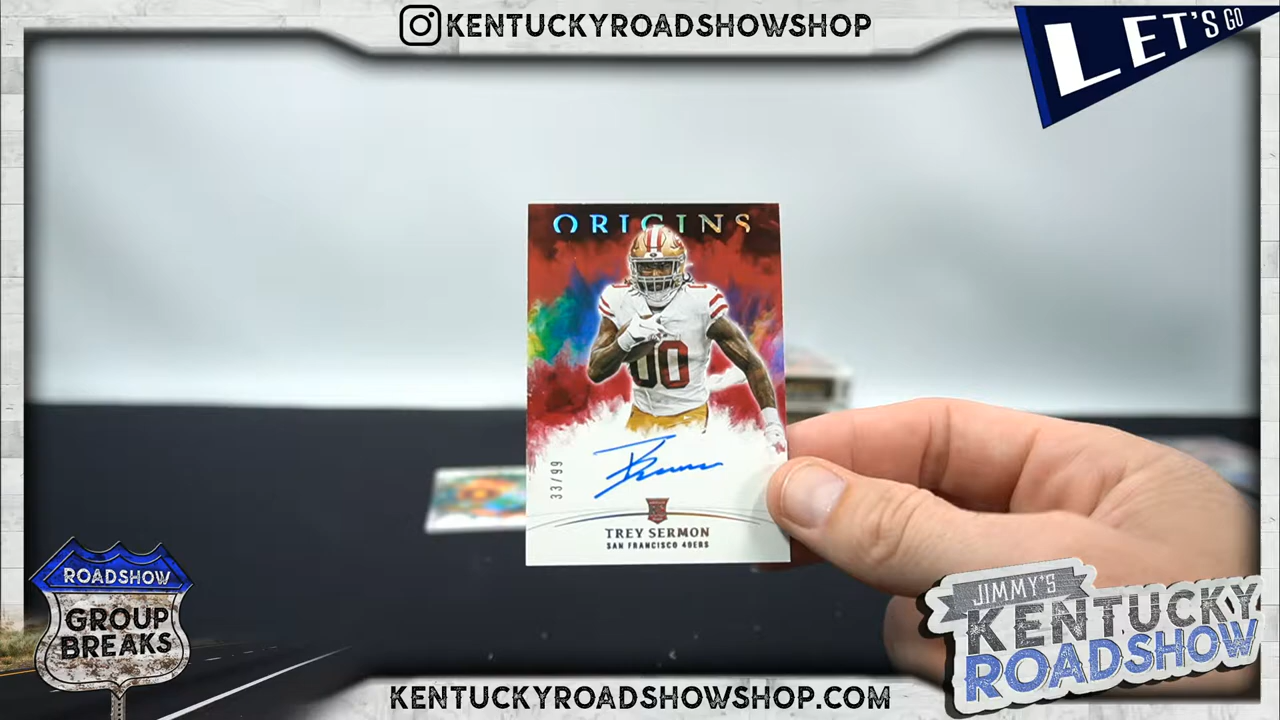 KENTUCKYROADSHOWSHOP
LET'S GO
ORIGINS
00
33/99
RC
TREY SERMON
SAN FRANCISCO 49ERS
ROADSHOW
GROUP
BREAKS
JIMMY'S
KENTUCKY
ROADSHOW
KENTUCKYROADSHOWSHOP.COM